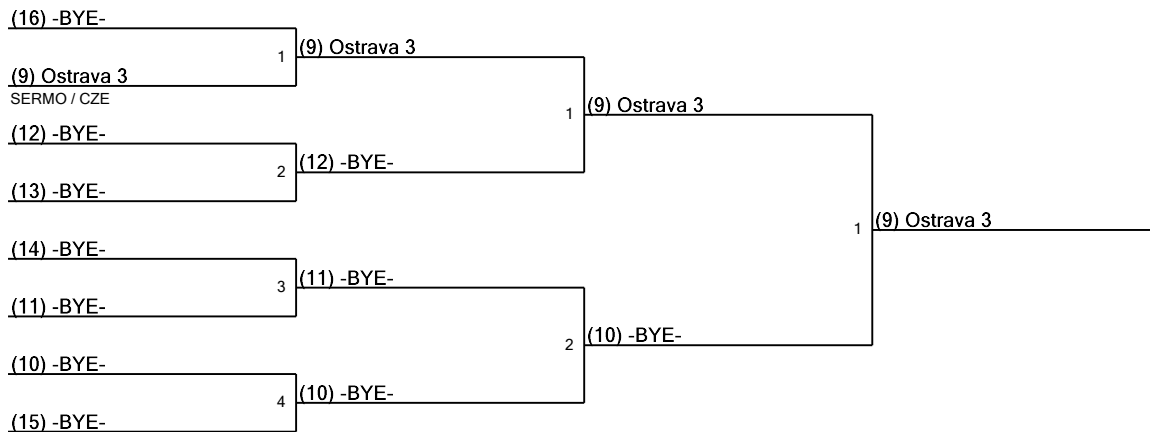 (16) -BYE-
1
(9) Ostrava 3
(9) Ostrava 3
SERMO / CZE
1
(9) Ostrava 3
(12) -BYE-
2
(12) -BYE-
(13) -BYE-
1
(9) Ostrava 3
(14) -BYE-
3
(11) -BYE-
(11) -BYE-
2
(10) -BYE-
(10) -BYE-
4
(10) -BYE-
(15) -BYE-